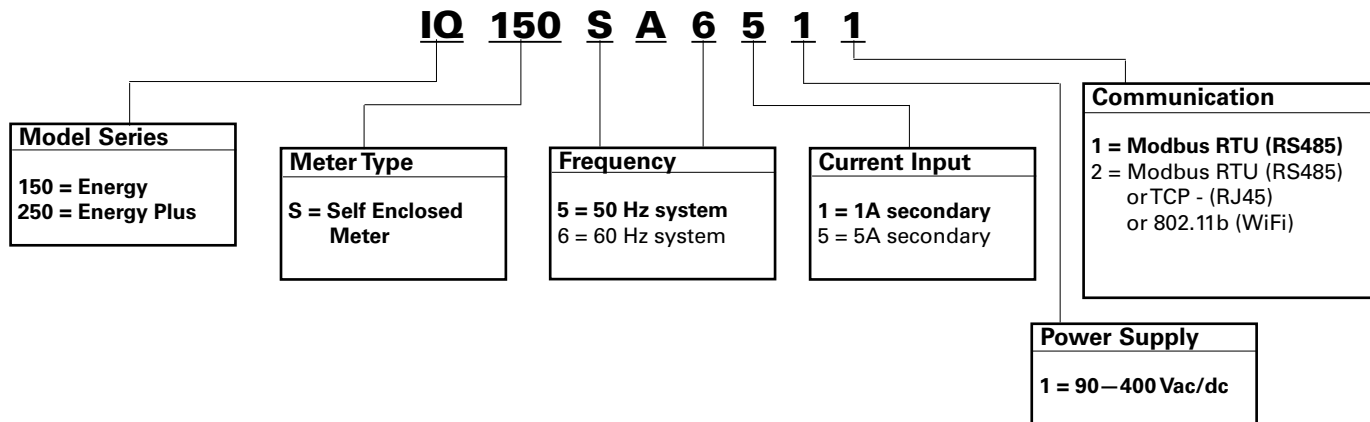 IQ 150 S A 6 5 1 1
Model Series
150 = Energy
250 = Energy Plus
Meter Type
S = Self Enclosed
Meter
Frequency
5 = 50 Hz system
6 = 60 Hz system
Current Input
1 = 1A secondary
5 = 5A secondary
Communication
1 = Modbus RTU (RS485)
2 = Modbus RTU (RS485)
or TCP - (RJ45)
or 802.11b (WiFi)
Power Supply
1 = 90—400 Vac/dc